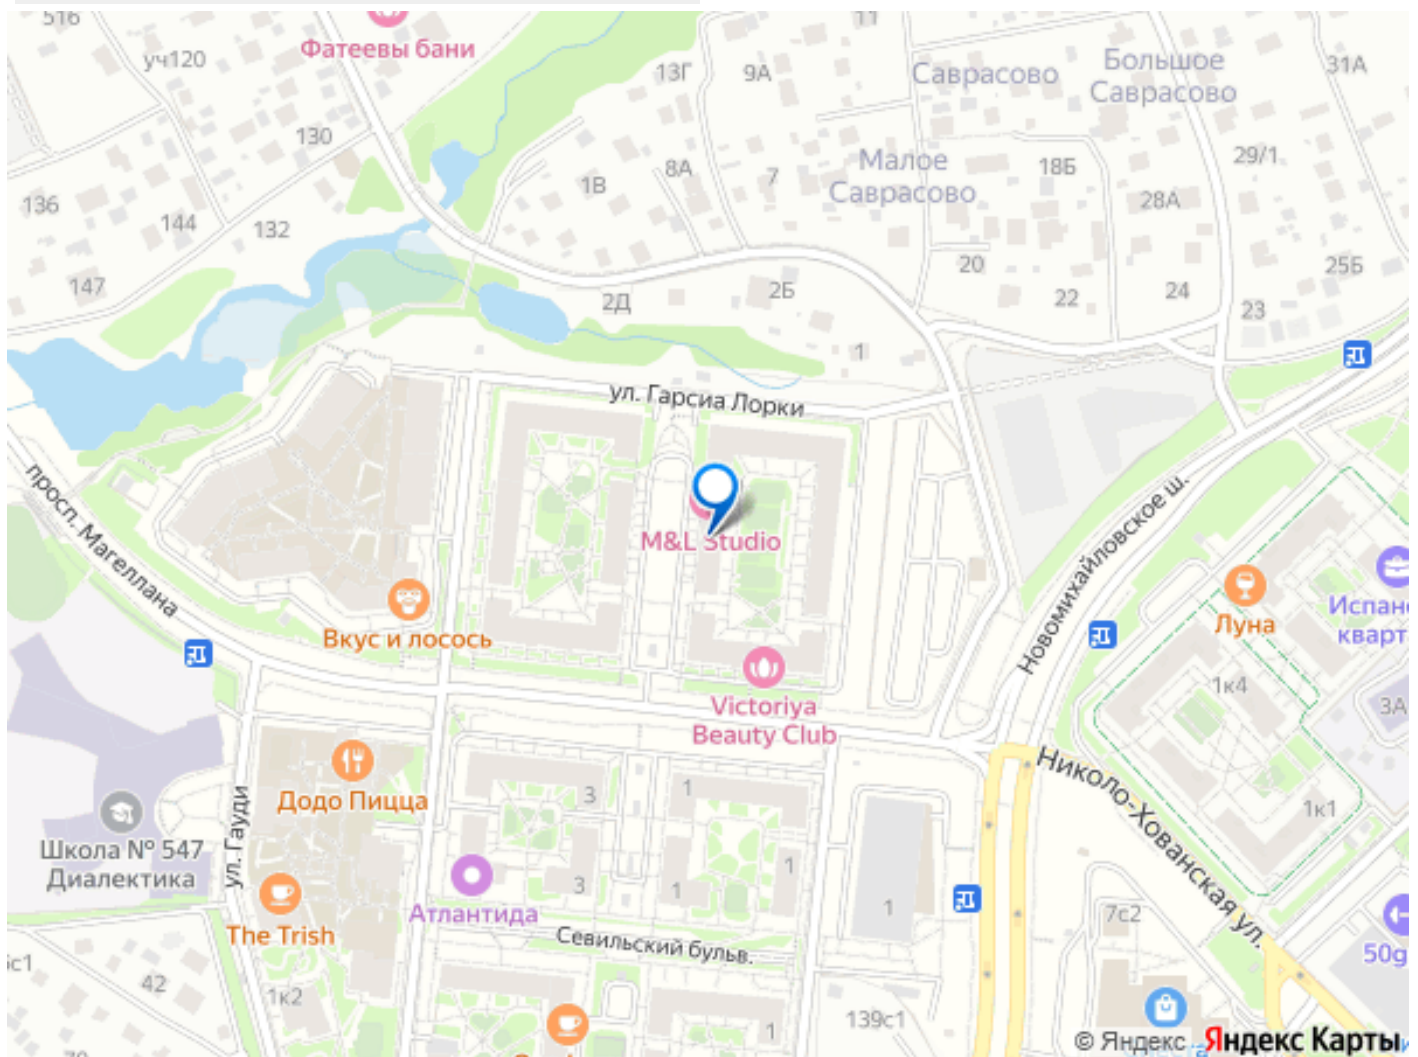 516
11
Фатеевы бани
уч120
13Г
9А
Саврасово
Большое
Саврасово
31А
130
Малое
Саврасово
18Б
29/1
8А
7
1В
28А
136
144
132
20
25Б
147
2Д
2Б
22
24
23
1
ул. Гарсиа Лорки
просп. Магеллана
M&L Studio
Новомихайловское ш.
Вкус и лосось
Луна
Испан
кварт
1к4
3А
Victoriya
Beauty Club
Николо-Хованская ул.
Додо Пицца
3
1
1к1
ул. Гауди
Школа № 547
Диалектика
1
3
1
Атлантида
1
7с2
The Trish
Севильский бульв.
50g
с1
42
1к2
1
139с1
© Яндекс Яндекс Карты